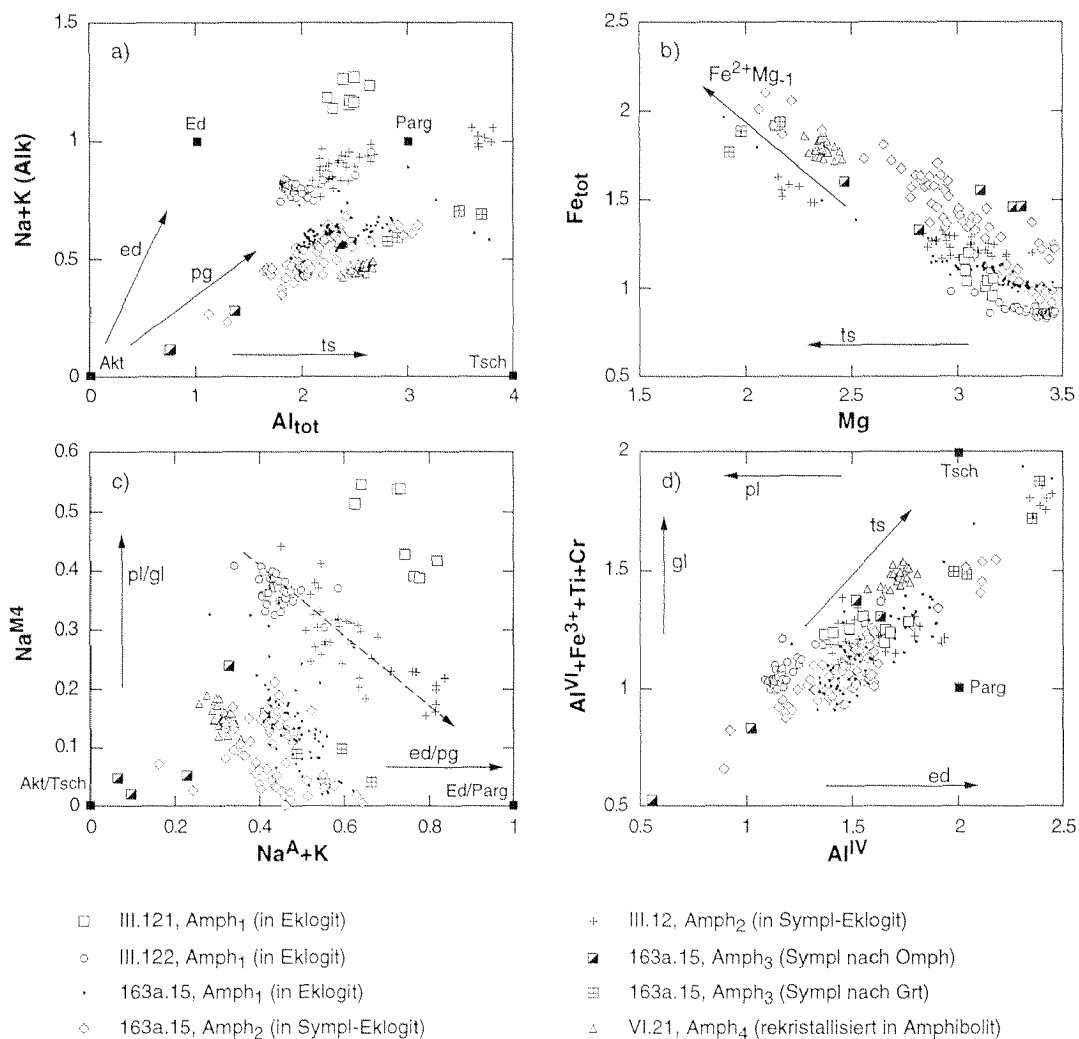 a)
Na+K (Alk)
1.5
1
0.5
0
Ed
Parg
ed
pg
ts
Akt
Tsch
0 1 2 3 4
Al_tot
b)
Fe_tot
2.5
2
1.5
1
0.5
Fe²⁺Mg₋₁
ts
1.5 2 2.5 3 3.5
Mg
c)
Na^M4
0.6
0.5
0.4
0.3
0.2
0.1
0
pl/gl
ed/pg
Akt/Tsch
Ed/Parg
0 0.2 0.4 0.6 0.8 1
Na^A+K
d)
Al^VI+Fe³⁺+Ti+Cr
2
1.5
1
0.5
pl
Tsch
gl
ts
Parg
ed
0.5 1 1.5 2 2.5
Al^IV
III.121, Amph₁ (in Eklogit)
III.122, Amph₁ (in Eklogit)
163a.15, Amph₁ (in Eklogit)
163a.15, Amph₂ (in Sympl-Eklogit)
III.12, Amph₂ (in Sympl-Eklogit)
163a.15, Amph₃ (Sympl nach Omph)
163a.15, Amph₃ (Sympl nach Grt)
VI.21, Amph₄ (rekristallisiert in Amphibolit)